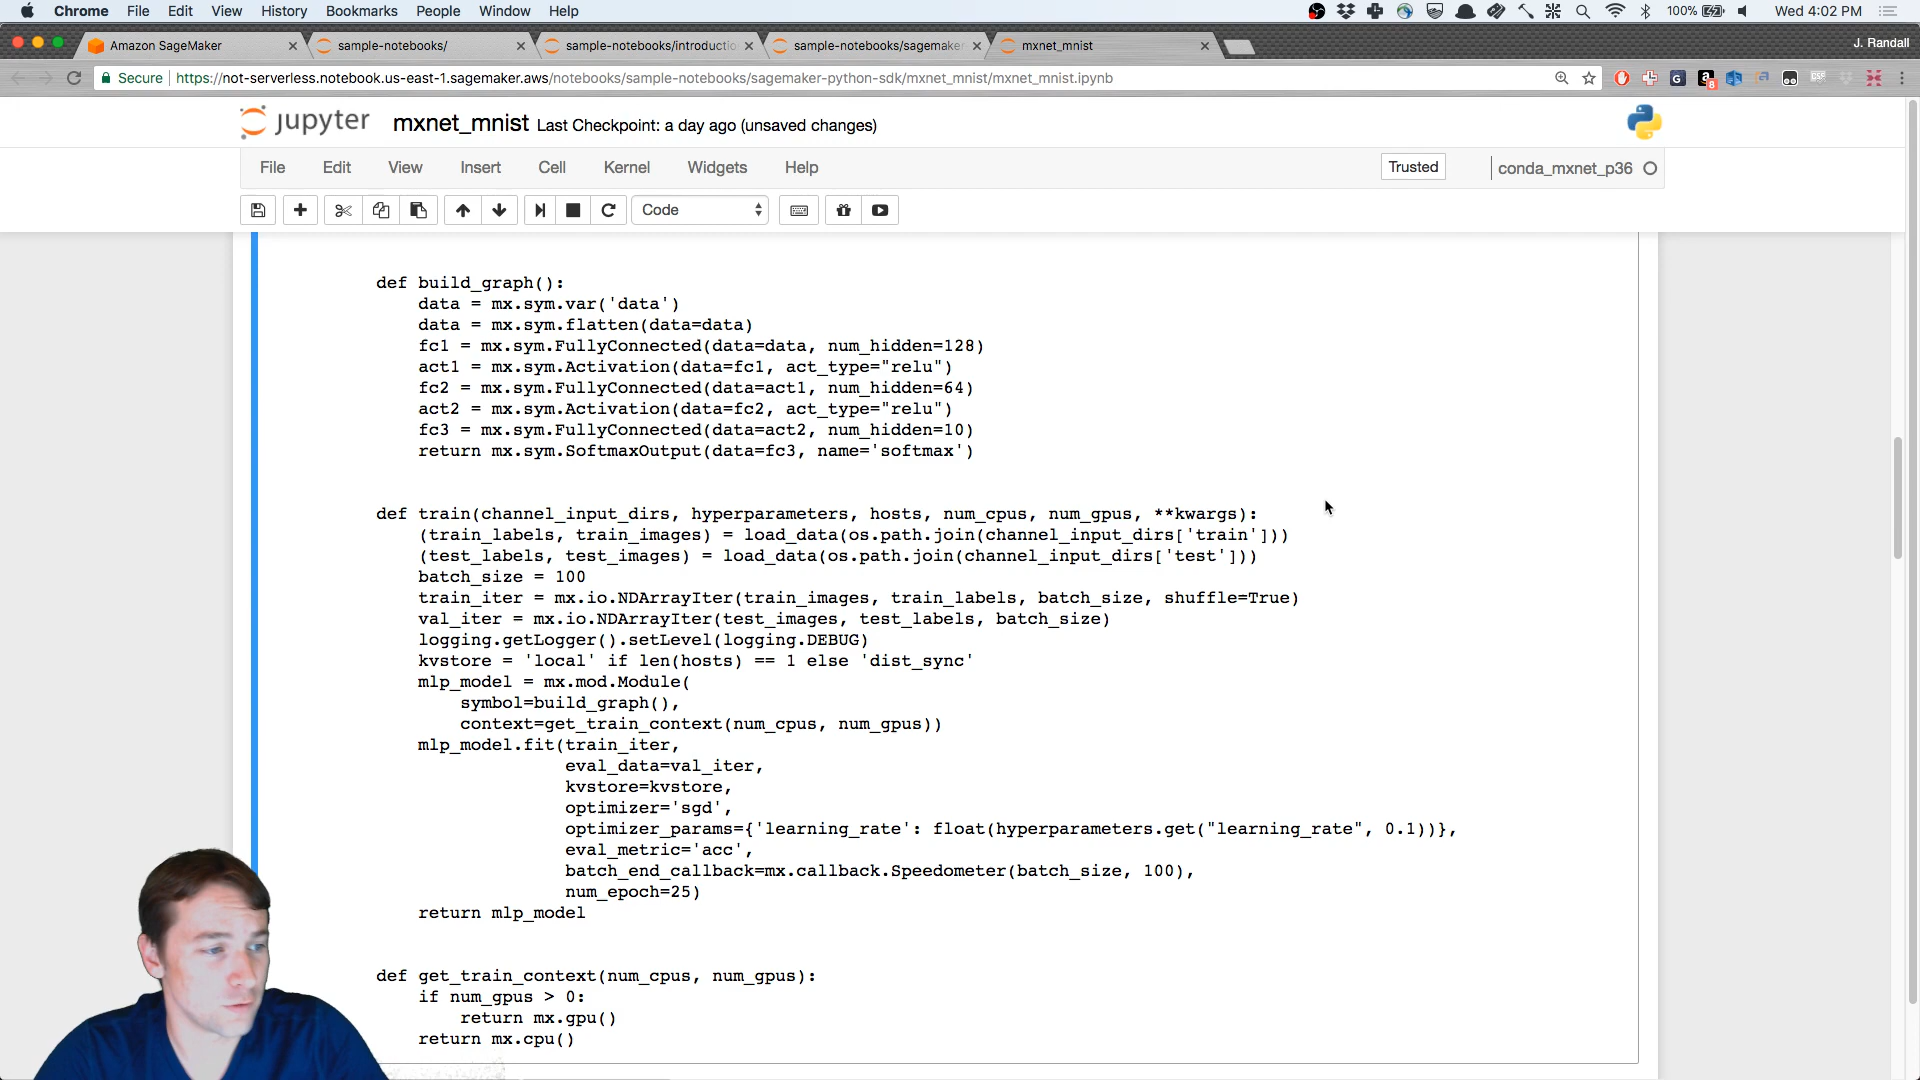 Chrome File Edit View History Bookmarks People Window Help 100% Wed 4:02 PM
Amazon SageMaker sample-notebooks/ sample-notebooks/introductio sample-notebooks/sagemaker mxnet_mnist J. Randall
Secure https://not-serverless.notebook.us-east-1.sagemaker.aws/notebooks/sample-notebooks/sagemaker-python-sdk/mxnet_mnist/mxnet_mnist.ipynb
jupyter mxnet_mnist Last Checkpoint: a day ago (unsaved changes)
File Edit View Insert Cell Kernel Widgets Help Trusted conda_mxnet_p36
Code
def build_graph():
data = mx.sym.var('data')
data = mx.sym.flatten(data=data)
fc1 = mx.sym.FullyConnected(data=data, num_hidden=128)
act1 = mx.sym.Activation(data=fc1, act_type="relu")
fc2 = mx.sym.FullyConnected(data=act1, num_hidden=64)
act2 = mx.sym.Activation(data=fc2, act_type="relu")
fc3 = mx.sym.FullyConnected(data=act2, num_hidden=10)
return mx.sym.SoftmaxOutput(data=fc3, name='softmax')
def train(channel_input_dirs, hyperparameters, hosts, num_cpus, num_gpus, **kwargs):
(train_labels, train_images) = load_data(os.path.join(channel_input_dirs['train']))
(test_labels, test_images) = load_data(os.path.join(channel_input_dirs['test']))
batch_size = 100
train_iter = mx.io.NDArrayIter(train_images, train_labels, batch_size, shuffle=True)
val_iter = mx.io.NDArrayIter(test_images, test_labels, batch_size)
logging.getLogger().setLevel(logging.DEBUG)
kvstore = 'local' if len(hosts) == 1 else 'dist_sync'
mlp_model = mx.mod.Module(
symbol=build_graph(),
context=get_train_context(num_cpus, num_gpus))
mlp_model.fit(train_iter,
eval_data=val_iter,
kvstore=kvstore,
optimizer='sgd',
optimizer_params={'learning_rate': float(hyperparameters.get("learning_rate", 0.1))},
eval_metric='acc',
batch_end_callback=mx.callback.Speedometer(batch_size, 100),
num_epoch=25)
return mlp_model
def get_train_context(num_cpus, num_gpus):
if num_gpus > 0:
return mx.gpu()
return mx.cpu()